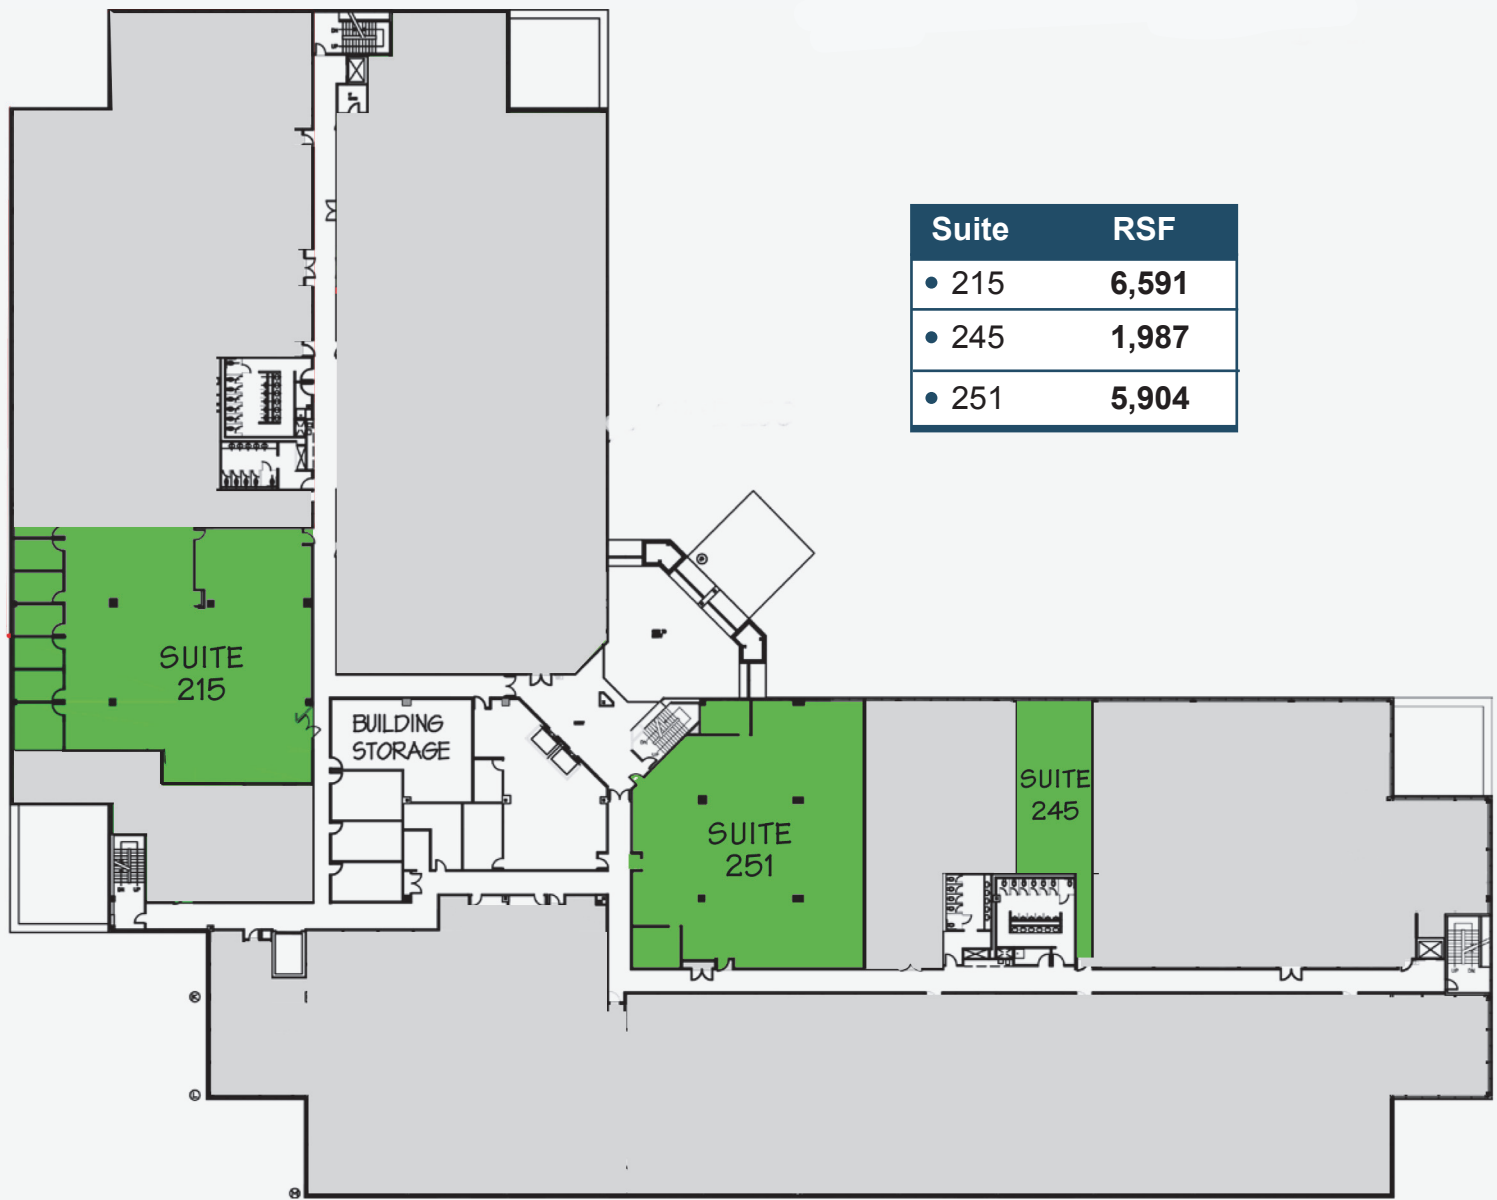 Suite RSF
• 215 6,591
• 245 1,987
• 251 5,904
SUITE
215
BUILDING
STORAGE
SUITE
251
SUITE
245
K
L